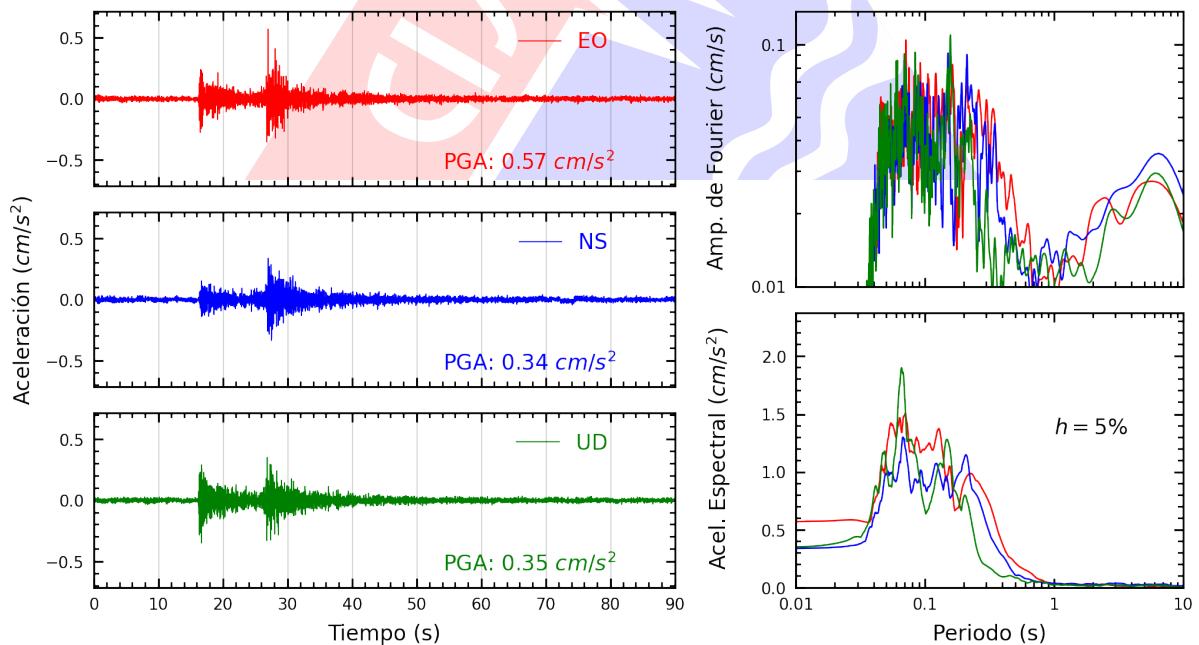 Aceleración (cm/s²)
0.5
0.0
−0.5
EO
PGA: 0.57 cm/s²
0.5
0.0
−0.5
NS
PGA: 0.34 cm/s²
0.5
0.0
−0.5
UD
PGA: 0.35 cm/s²
0 10 20 30 40 50 60 70 80 90
Tiempo (s)
Amp. de Fourier (cm/s)
0.1
0.01
Acel. Espectral (cm/s²)
2.0
1.5
1.0
0.5
0.0
h = 5%
0.01 0.1 1 10
Periodo (s)